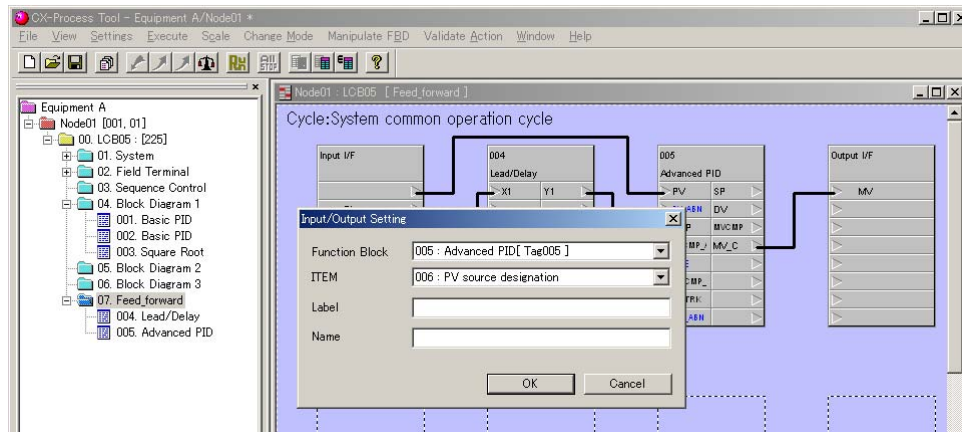 CX-Process Tool - Equipment A/Node01 *
File View Settings Execute Scale Change Mode Manipulate FBD Validate Action Window Help
Equipment A
Node01 [001, 01]
00. LCB05 : [225]
01. System
02. Field Terminal
03. Sequence Control
04. Block Diagram 1
001. Basic PID
002. Basic PID
003. Square Root
05. Block Diagram 2
06. Block Diagram 3
07. Feed_forward
004. Lead/Delay
005. Advanced PID
Node01 : LCB05 [ Feed_forward ]
Cycle:System common operation cycle
Input I/F
004
Lead/Delay
X1 Y1
005
Advanced PID
PV SP
DV
MVCMP
MV_C
Output I/F
MV
Input/Output Setting
Function Block 005 : Advanced PID[ Tag005 ]
ITEM 006 : PV source designation
Label
Name
OK Cancel